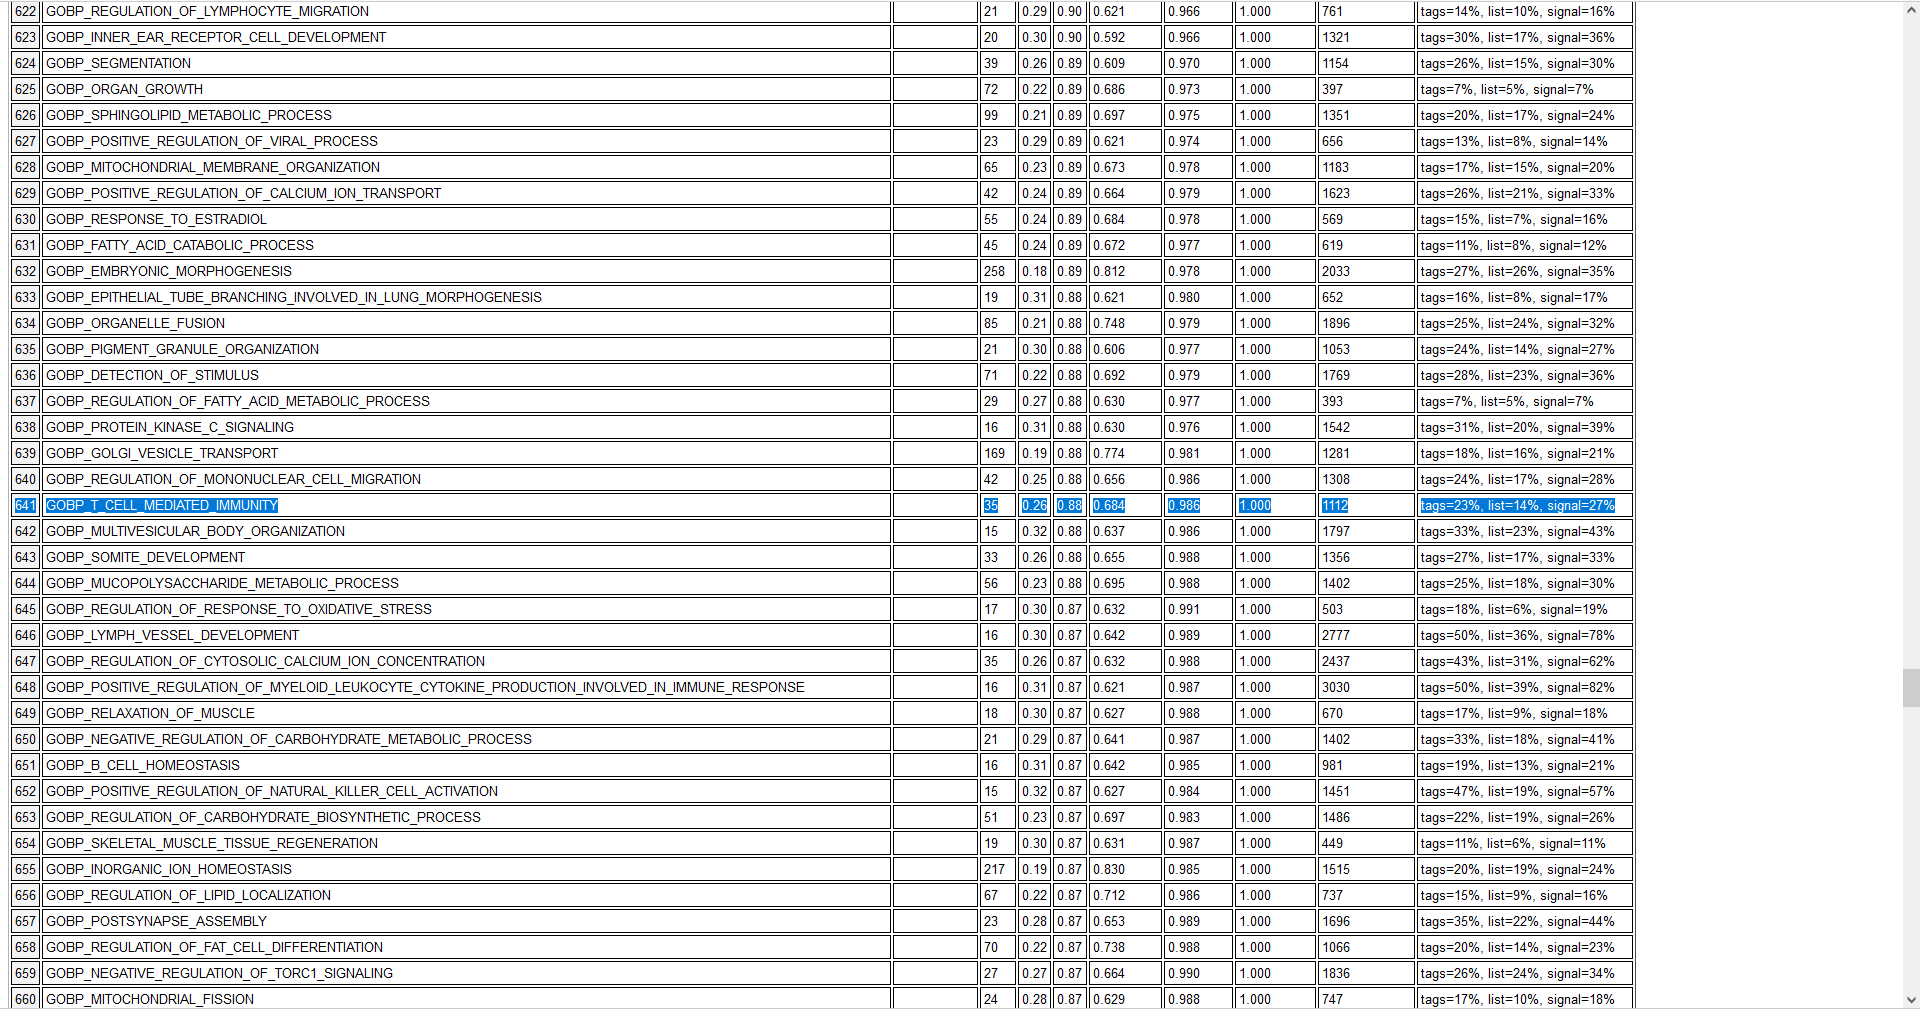 622 GOBP_REGULATION_OF_LYMPHOCYTE_MIGRATION 21 0.29 0.90 0.621 0.966 1.000 761 tags=14%, list=10%, signal=16%
623 GOBP_INNER_EAR_RECEPTOR_CELL_DEVELOPMENT 20 0.30 0.90 0.592 0.966 1.000 1321 tags=30%, list=17%, signal=36%
624 GOBP_SEGMENTATION 39 0.26 0.89 0.609 0.970 1.000 1154 tags=26%, list=15%, signal=30%
625 GOBP_ORGAN_GROWTH 72 0.22 0.89 0.686 0.973 1.000 397 tags=7%, list=5%, signal=7%
626 GOBP_SPHINGOLIPID_METABOLIC_PROCESS 99 0.21 0.89 0.697 0.975 1.000 1351 tags=20%, list=17%, signal=24%
627 GOBP_POSITIVE_REGULATION_OF_VIRAL_PROCESS 23 0.29 0.89 0.621 0.974 1.000 656 tags=13%, list=8%, signal=14%
628 GOBP_MITOCHONDRIAL_MEMBRANE_ORGANIZATION 65 0.23 0.89 0.673 0.978 1.000 1183 tags=17%, list=15%, signal=20%
629 GOBP_POSITIVE_REGULATION_OF_CALCIUM_ION_TRANSPORT 42 0.24 0.89 0.664 0.979 1.000 1623 tags=26%, list=21%, signal=33%
630 GOBP_RESPONSE_TO_ESTRADIOL 55 0.24 0.89 0.684 0.978 1.000 569 tags=15%, list=7%, signal=16%
631 GOBP_FATTY_ACID_CATABOLIC_PROCESS 45 0.24 0.89 0.672 0.977 1.000 619 tags=11%, list=8%, signal=12%
632 GOBP_EMBRYONIC_MORPHOGENESIS 258 0.18 0.89 0.812 0.978 1.000 2033 tags=27%, list=26%, signal=35%
633 GOBP_EPITHELIAL_TUBE_BRANCHING_INVOLVED_IN_LUNG_MORPHOGENESIS 19 0.31 0.88 0.621 0.980 1.000 652 tags=16%, list=8%, signal=17%
634 GOBP_ORGANELLE_FUSION 85 0.21 0.88 0.748 0.979 1.000 1896 tags=25%, list=24%, signal=32%
635 GOBP_PIGMENT_GRANULE_ORGANIZATION 21 0.30 0.88 0.606 0.977 1.000 1053 tags=24%, list=14%, signal=27%
636 GOBP_DETECTION_OF_STIMULUS 71 0.22 0.88 0.692 0.979 1.000 1769 tags=28%, list=23%, signal=36%
637 GOBP_REGULATION_OF_FATTY_ACID_METABOLIC_PROCESS 29 0.27 0.88 0.630 0.977 1.000 393 tags=7%, list=5%, signal=7%
638 GOBP_PROTEIN_KINASE_C_SIGNALING 16 0.31 0.88 0.630 0.976 1.000 1542 tags=31%, list=20%, signal=39%
639 GOBP_GOLGI_VESICLE_TRANSPORT 169 0.19 0.88 0.774 0.981 1.000 1281 tags=18%, list=16%, signal=21%
640 GOBP_REGULATION_OF_MONONUCLEAR_CELL_MIGRATION 42 0.25 0.88 0.656 0.986 1.000 1308 tags=24%, list=17%, signal=28%
641 GOBP_T_CELL_MEDIATED_IMMUNITY 35 0.26 0.88 0.684 0.986 1.000 1112 tags=23%, list=14%, signal=27%
642 GOBP_MULTIVESICULAR_BODY_ORGANIZATION 15 0.32 0.88 0.637 0.986 1.000 1797 tags=33%, list=23%, signal=43%
643 GOBP_SOMITE_DEVELOPMENT 33 0.26 0.88 0.655 0.988 1.000 1356 tags=27%, list=17%, signal=33%
644 GOBP_MUCOPOLYSACCHARIDE_METABOLIC_PROCESS 56 0.23 0.88 0.695 0.988 1.000 1402 tags=25%, list=18%, signal=30%
645 GOBP_REGULATION_OF_RESPONSE_TO_OXIDATIVE_STRESS 17 0.30 0.87 0.632 0.991 1.000 503 tags=18%, list=6%, signal=19%
646 GOBP_LYMPH_VESSEL_DEVELOPMENT 16 0.30 0.87 0.642 0.989 1.000 2777 tags=50%, list=36%, signal=78%
647 GOBP_REGULATION_OF_CYTOSOLIC_CALCIUM_ION_CONCENTRATION 35 0.26 0.87 0.632 0.988 1.000 2437 tags=43%, list=31%, signal=62%
648 GOBP_POSITIVE_REGULATION_OF_MYELOID_LEUKOCYTE_CYTOKINE_PRODUCTION_INVOLVED_IN_IMMUNE_RESPONSE 16 0.31 0.87 0.621 0.987 1.000 3030 tags=50%, list=39%, signal=82%
649 GOBP_RELAXATION_OF_MUSCLE 18 0.30 0.87 0.627 0.988 1.000 670 tags=17%, list=9%, signal=18%
650 GOBP_NEGATIVE_REGULATION_OF_CARBOHYDRATE_METABOLIC_PROCESS 21 0.29 0.87 0.641 0.987 1.000 1402 tags=33%, list=18%, signal=41%
651 GOBP_B_CELL_HOMEOSTASIS 16 0.31 0.87 0.642 0.985 1.000 981 tags=19%, list=13%, signal=21%
652 GOBP_POSITIVE_REGULATION_OF_NATURAL_KILLER_CELL_ACTIVATION 15 0.32 0.87 0.627 0.984 1.000 1451 tags=47%, list=19%, signal=57%
653 GOBP_REGULATION_OF_CARBOHYDRATE_BIOSYNTHETIC_PROCESS 51 0.23 0.87 0.697 0.983 1.000 1486 tags=22%, list=19%, signal=26%
654 GOBP_SKELETAL_MUSCLE_TISSUE_REGENERATION 19 0.30 0.87 0.631 0.987 1.000 449 tags=11%, list=6%, signal=11%
655 GOBP_INORGANIC_ION_HOMEOSTASIS 217 0.19 0.87 0.830 0.985 1.000 1515 tags=20%, list=19%, signal=24%
656 GOBP_REGULATION_OF_LIPID_LOCALIZATION 67 0.22 0.87 0.712 0.986 1.000 737 tags=15%, list=9%, signal=16%
657 GOBP_POSTSYNAPSE_ASSEMBLY 23 0.28 0.87 0.653 0.989 1.000 1696 tags=35%, list=22%, signal=44%
658 GOBP_REGULATION_OF_FAT_CELL_DIFFERENTIATION 70 0.22 0.87 0.738 0.988 1.000 1066 tags=20%, list=14%, signal=23%
659 GOBP_NEGATIVE_REGULATION_OF_TORC1_SIGNALING 27 0.27 0.87 0.664 0.990 1.000 1836 tags=26%, list=24%, signal=34%
660 GOBP_MITOCHONDRIAL_FISSION 24 0.28 0.87 0.629 0.988 1.000 747 tags=17%, list=10%, signal=18%